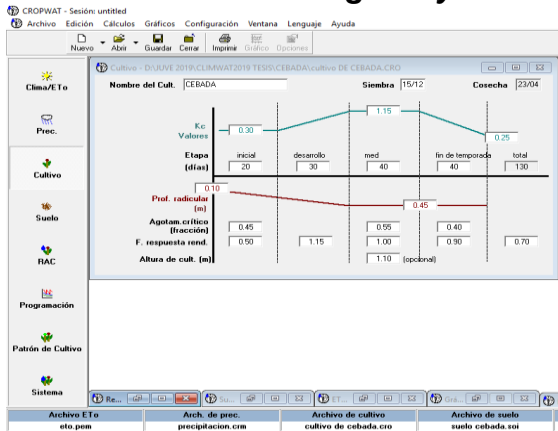 CROPWAT - Sesión: untitled
Archivo Edición Cálculos Gráficos Configuración Ventana Lenguaje Ayuda
Nuevo Abrir Guardar Cerrar Imprimir Gráfico Opciones
Cultivo - D:\JUVE 2019\CLIMWAT2019 TESIS\CEBADA\cultivo DE CEBADA.CRO
Nombre del Cult. CEBADA Siembra 15/12 Cosecha 23/04
Clima/ETo
Prec.
Cultivo
Suelo
RAC
Programación
Patrón de Cultivo
Sistema
1.15
Kc
Valores
0.30
0.25
Etapa inicial desarrollo med fin de temporada total
(días) 20 30 40 40 130
0.10
Prof. radicular
(m)
0.45
Agotam.crítico
(fracción) 0.45 0.55 0.40
F. respuesta rend. 0.50 1.15 1.00 0.90 0.70
Altura de cult. (m) 1.10 (opcional)
Re... Su... ET... Grá...
Archivo ETo Arch. de prec. Archivo de cultivo Archivo de suelo
eto.pem precipitacion.crm cultivo de cebada.cro suelo cebada.soi